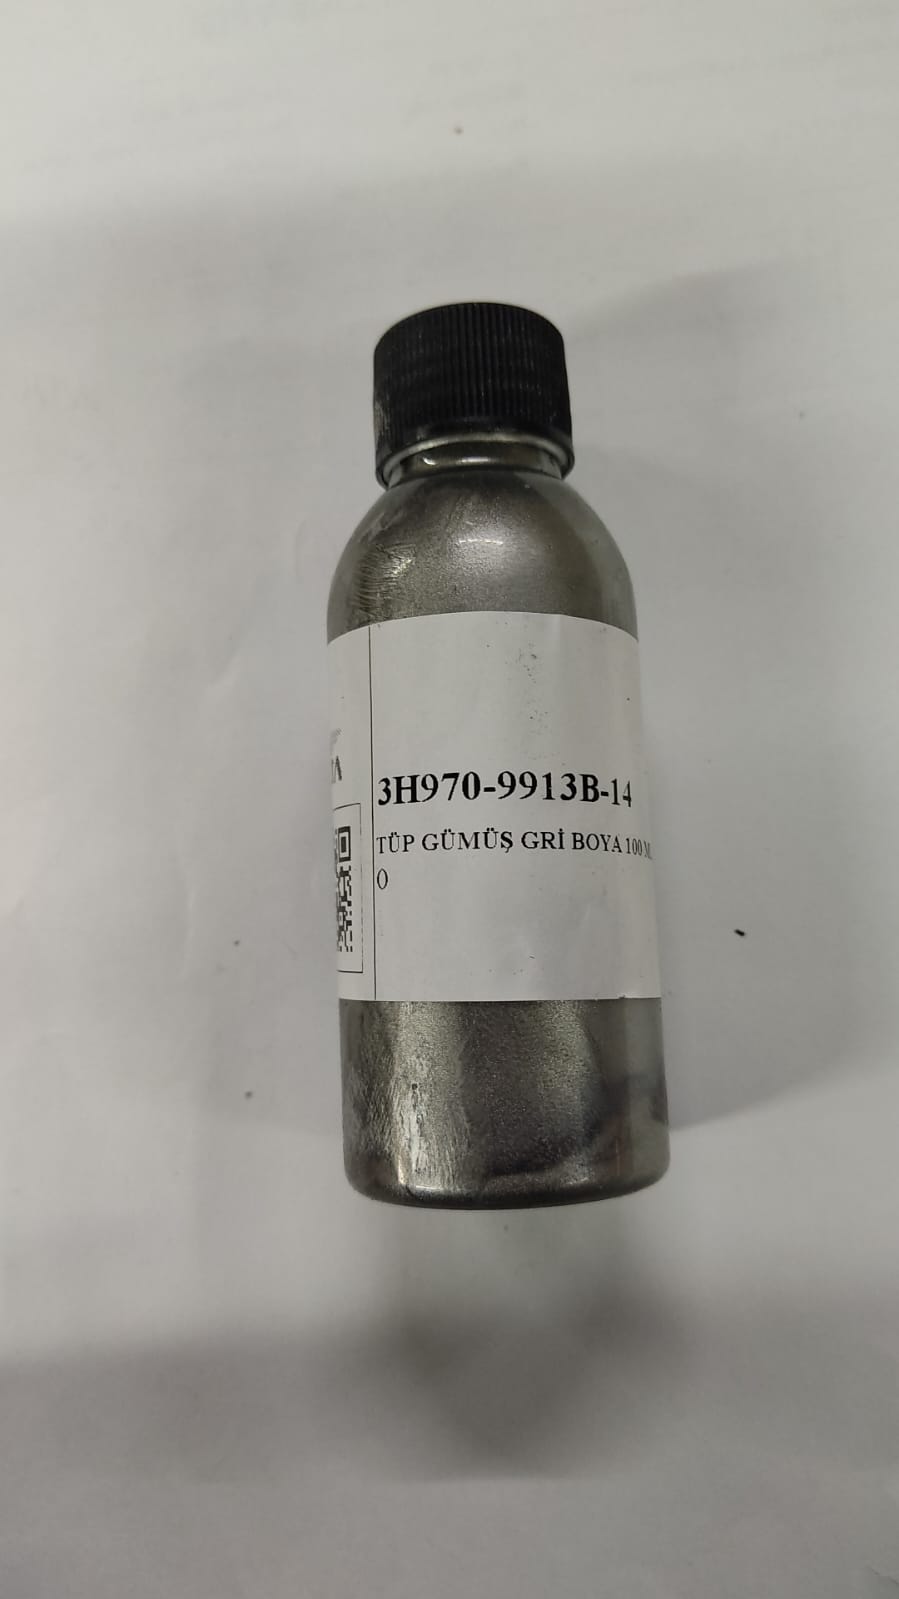 3H970-9913B-14
TÜP GÜMÜŞ GRİ BOYA 100 M
O